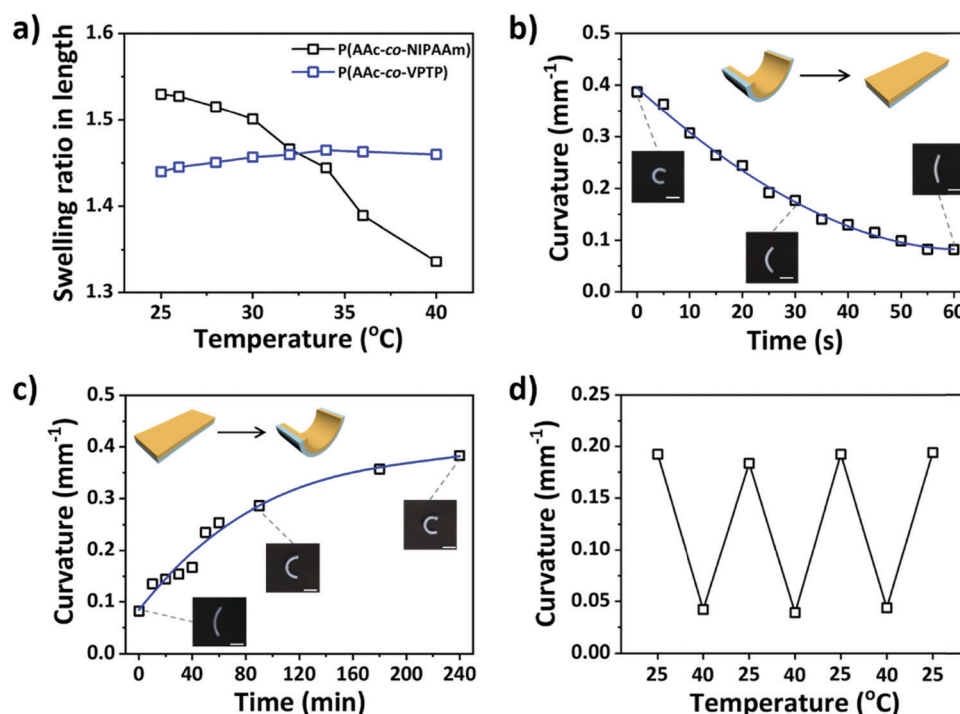 a)
1.6
1.5
1.4
1.3
Swelling ratio in length
P(AAc-co-NIPAAm)
P(AAc-co-VPTP)
25 30 35 40
Temperature (°C)
b)
0.5
0.4
0.3
0.2
0.1
0.0
Curvature (mm⁻¹)
0 10 20 30 40 50 60
Time (s)
c)
0.5
0.4
0.3
0.2
0.1
0.0
Curvature (mm⁻¹)
0 40 80 120 160 200 240
Time (min)
d)
0.25
0.20
0.15
0.10
0.05
0.00
Curvature (mm⁻¹)
25 40 25 40 25 40 25
Temperature (°C)